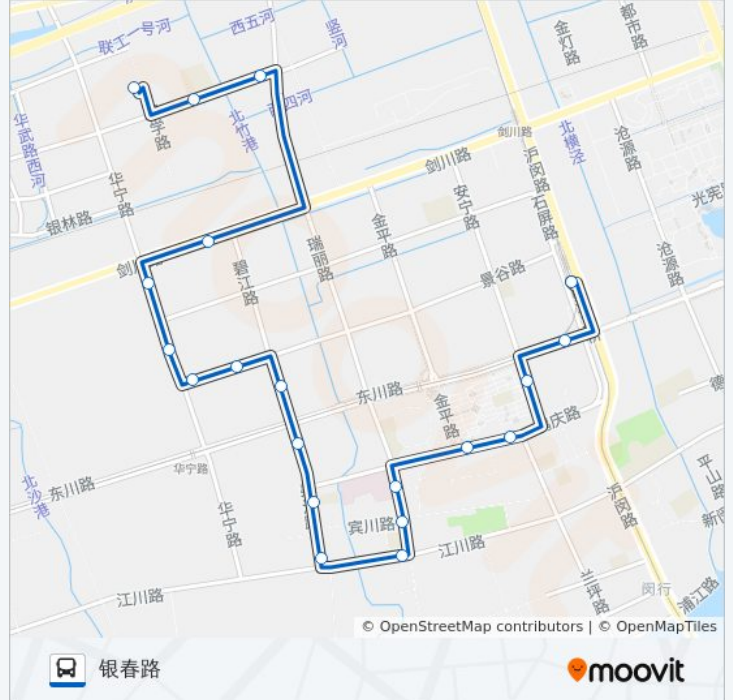 联工一号河
西五河
竖河
金灯路
都市路
华武路西河
学路
北竹港
西四河
剑川路
剑川路
北横泾
沧源路
沪闵路
石屏路
光宪
华宁路
银林路
安宁路
金平路
瑞丽路
碧江路
景谷路
沧源路
剑
东川路
金平路
庆路
德
北沙港
东川路
华宁路
华宁路
宾川路
江川路
沪闵路
平山路
新
江川路
兰坪路
闵行
浦江路
© OpenStreetMap contributors | © OpenMapTiles
银春路
moovit